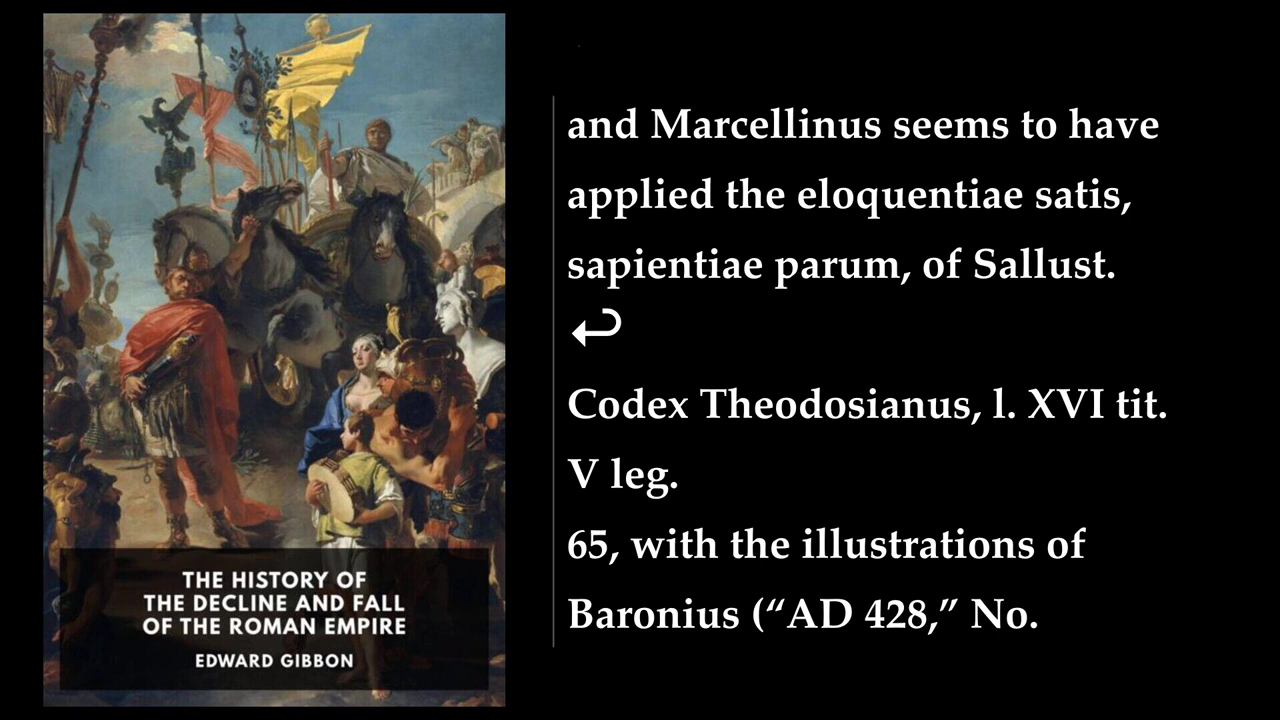 THE HISTORY OF
THE DECLINE AND FALL
OF THE ROMAN EMPIRE
EDWARD GIBBON
and Marcellinus seems to have
applied the eloquentiae satis,
sapientiae parum, of Sallust.
↩
Codex Theodosianus, l. XVI tit.
V leg.
65, with the illustrations of
Baronius (“AD 428,” No.